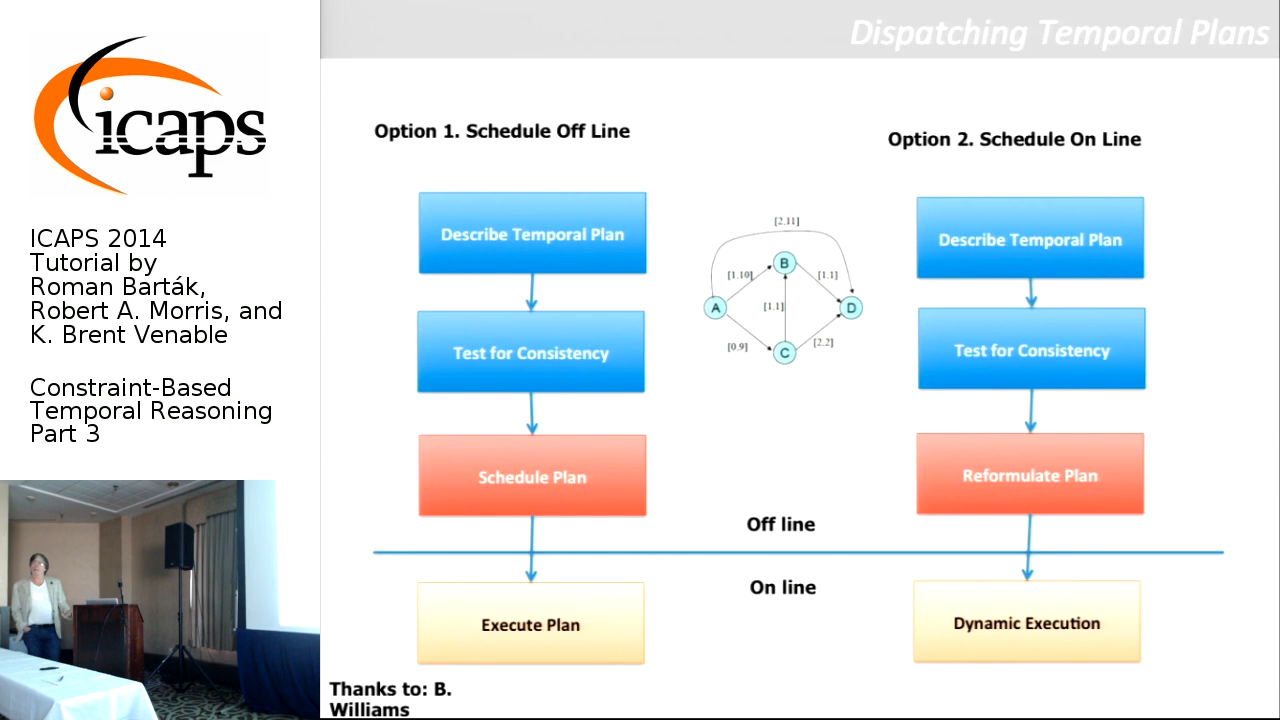 icaps
ICAPS 2014
Tutorial by
Roman Barták,
Robert A. Morris, and
K. Brent Venable
Constraint-Based
Temporal Reasoning
Part 3
Dispatching Temporal Plans
Option 1. Schedule Off Line
Describe Temporal Plan
Test for Consistency
Schedule Plan
Execute Plan
[2.11]
[1.10]
B
[1.1]
A
[1.1]
D
[0.9]
C
[2.2]
Off line
On line
Option 2. Schedule On Line
Describe Temporal Plan
Test for Consistency
Reformulate Plan
Dynamic Execution
Thanks to: B.
Williams